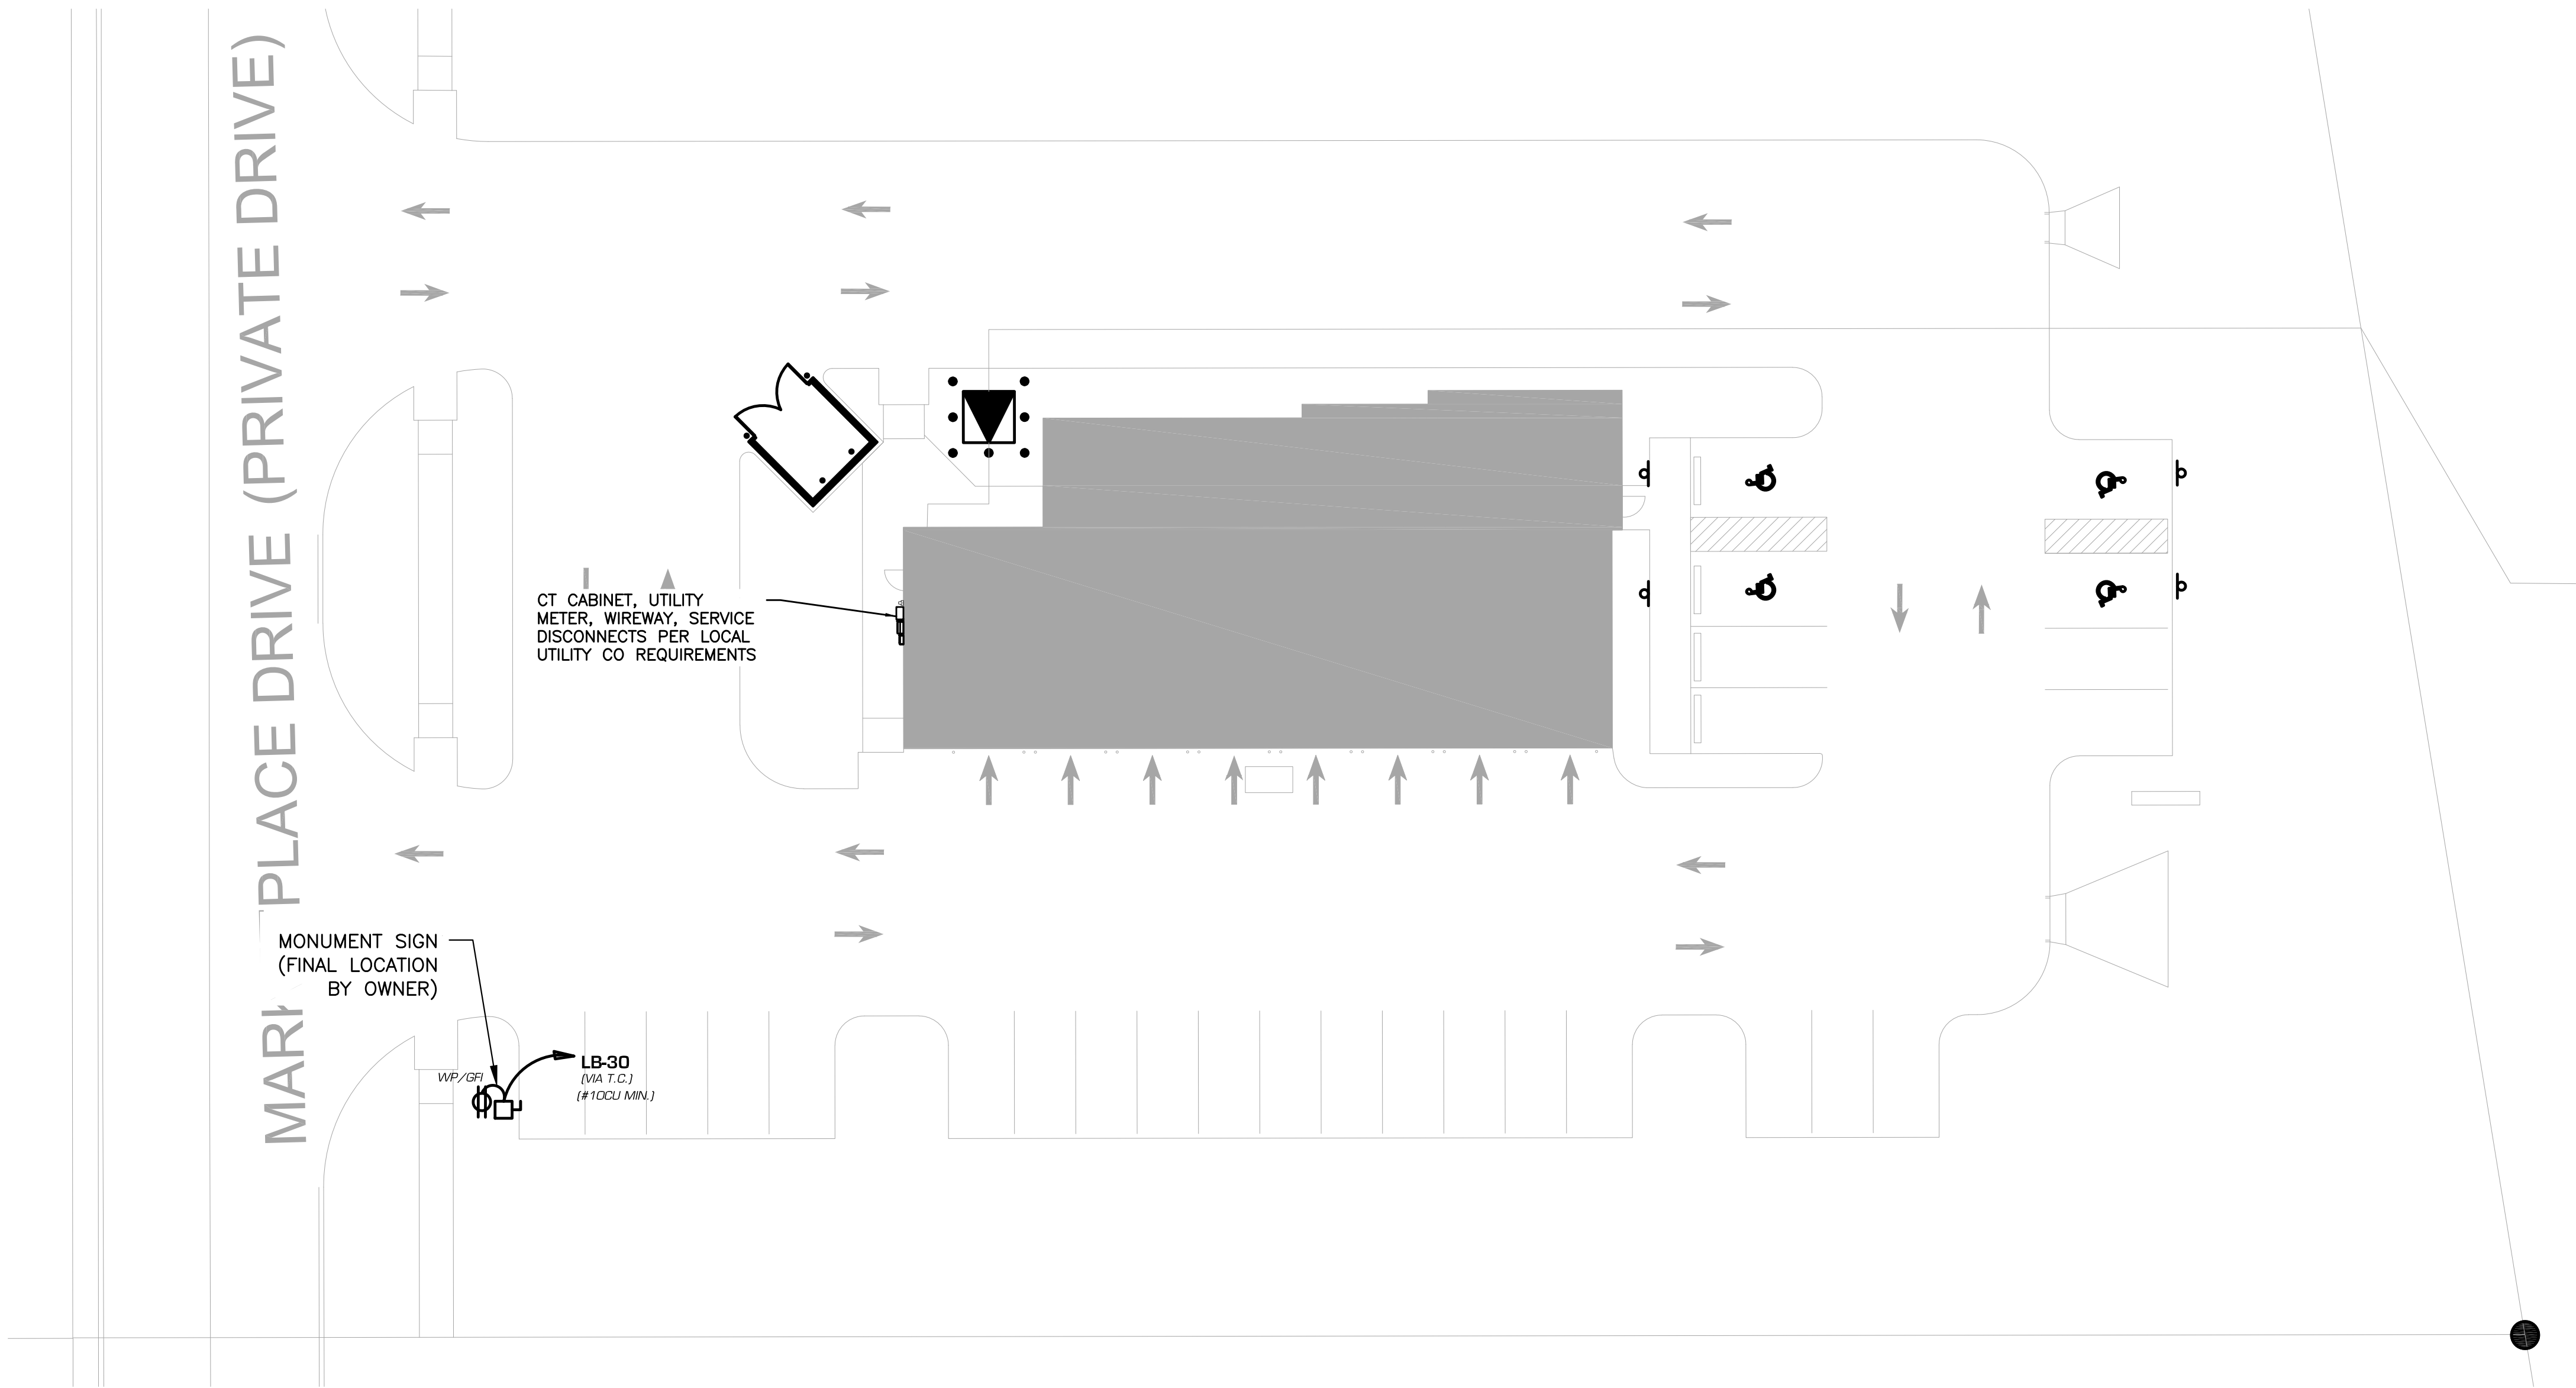 MARK PLACE DRIVE (PRIVATE DRIVE)
CT CABINET, UTILITY
METER, WIREWAY, SERVICE
DISCONNECTS PER LOCAL
UTILITY CO REQUIREMENTS
MONUMENT SIGN
(FINAL LOCATION
BY OWNER)
WP/GFI
LB-30
(VIA T.C.)
(#10CU MIN.)